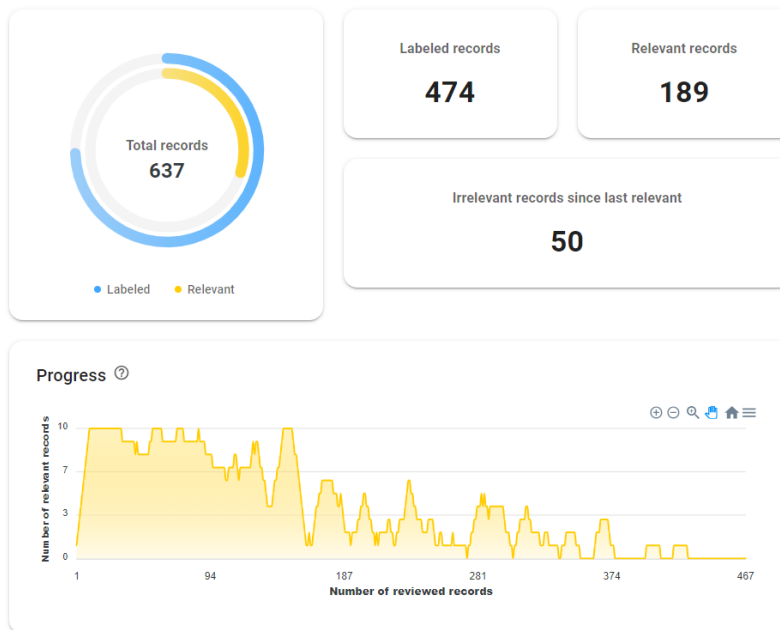 Total records
637
Labeled
Relevant
Labeled records
474
Relevant records
189
Irrelevant records since last relevant
50
Progress
Number of relevant records
10
7
3
0
1
94
187
281
374
467
Number of reviewed records